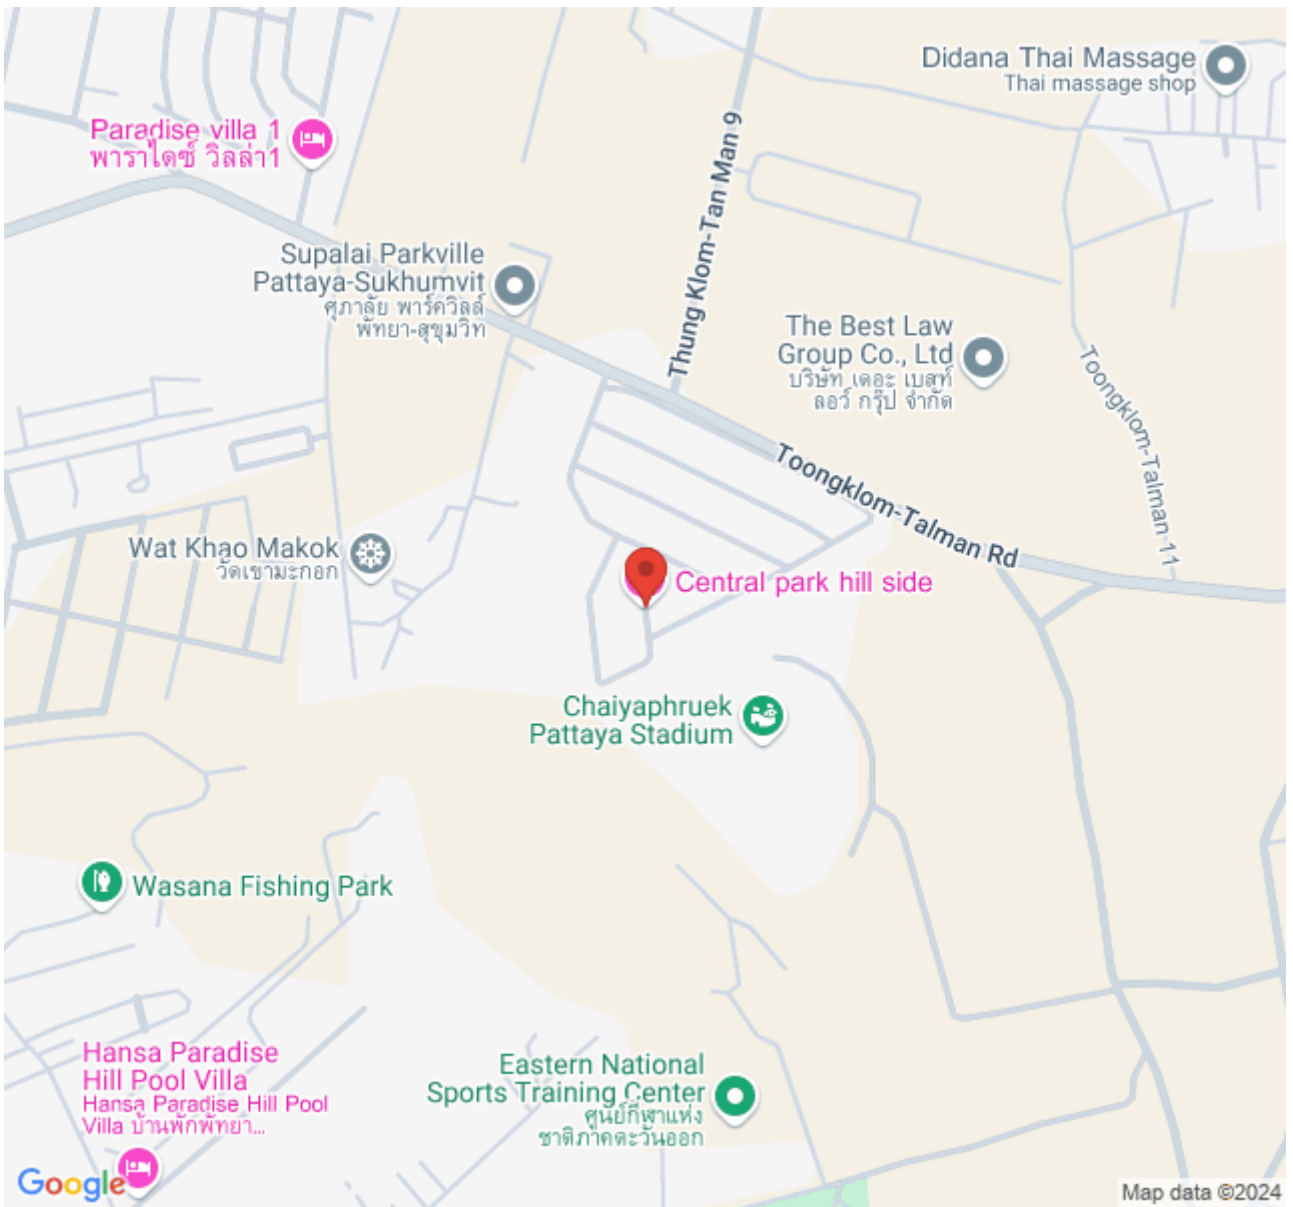 Didana Thai Massage
Thai massage shop
Paradise villa 1
พาราไดซ์ วิลล่า1
Thung Klom-Tan Man 9
Supalai Parkville
Pattaya-Sukhumvit
ศุภาลัย พาร์ควิลล์
พัทยา-สุขุมวิท
The Best Law
Group Co., Ltd
บริษัท เดอะ เบสท์
ลอว์ กรุ๊ป จำกัด
Toongklom-Talman 11
Toongklom-Talman Rd
Wat Khao Makok
วัดเขามะกอก
Central park hill side
Chaiyaphruek
Pattaya Stadium
Wasana Fishing Park
Hansa Paradise
Hill Pool Villa
Hansa Paradise Hill Pool
Villa บ้านพักพัทยา...
Eastern National
Sports Training Center
ศูนย์กีฬาแห่ง
ชาติภาคตะวันออก
Google
Map data ©2024